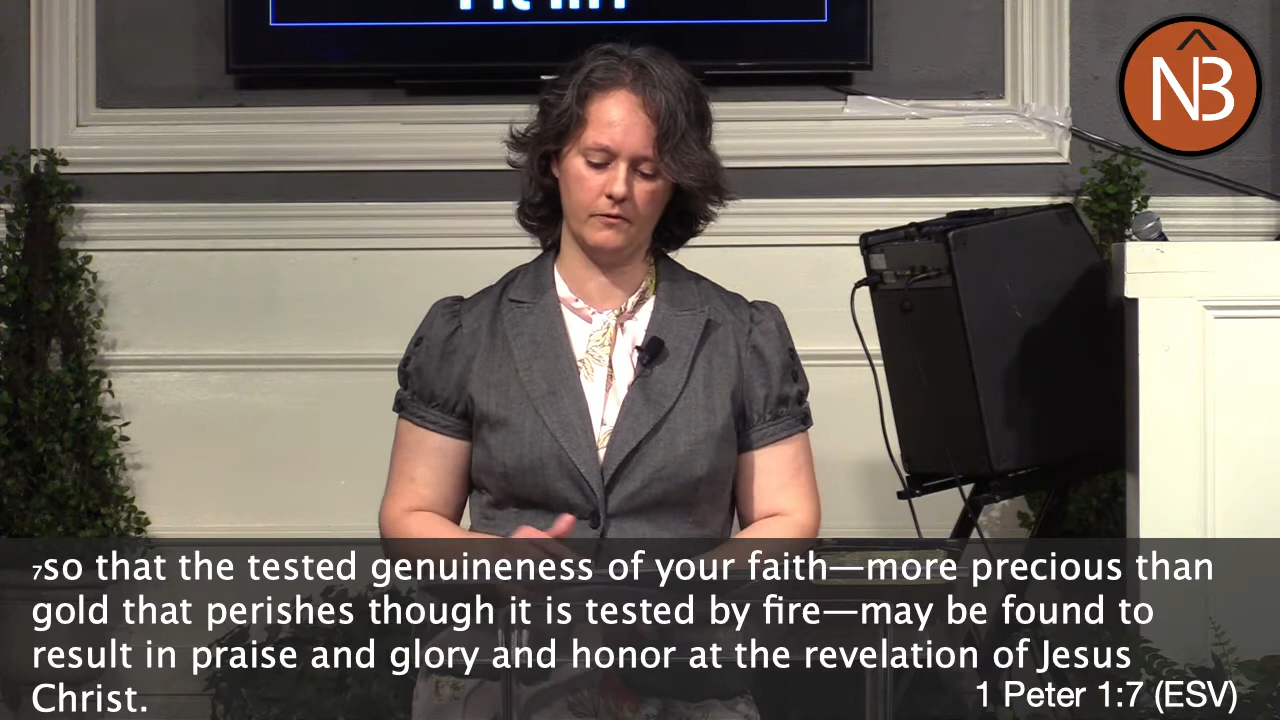 NB
7so that the tested genuineness of your faith—more precious than
gold that perishes though it is tested by fire—may be found to
result in praise and glory and honor at the revelation of Jesus
Christ.
1 Peter 1:7 (ESV)